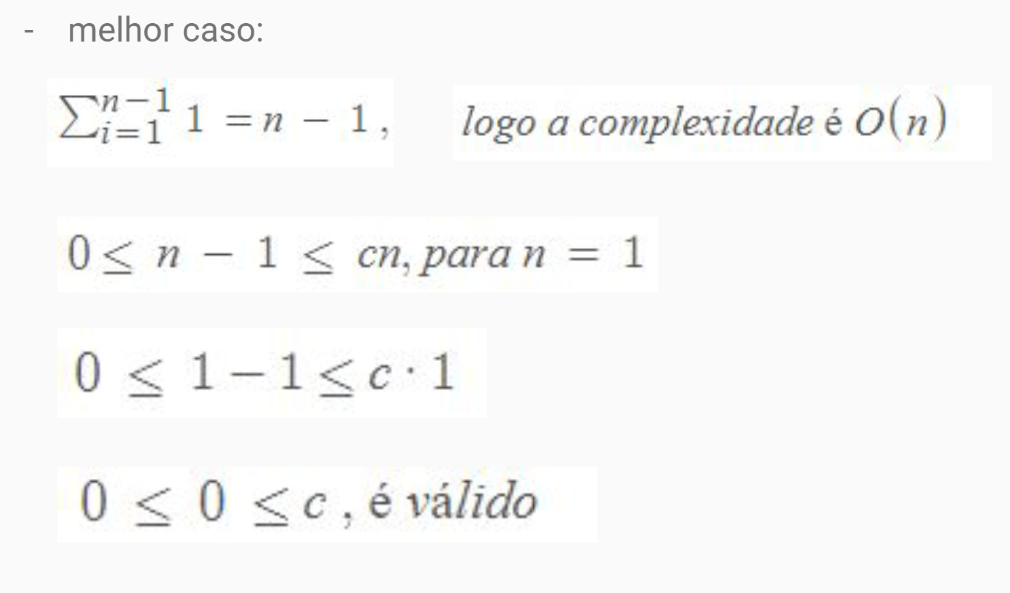 - melhor caso:
∑_{i=1}^{n-1} 1 = n − 1, logo a complexidade é O(n)
0 ≤ n − 1 ≤ cn, para n = 1
0 ≤ 1 − 1 ≤ c · 1
0 ≤ 0 ≤ c, é válido